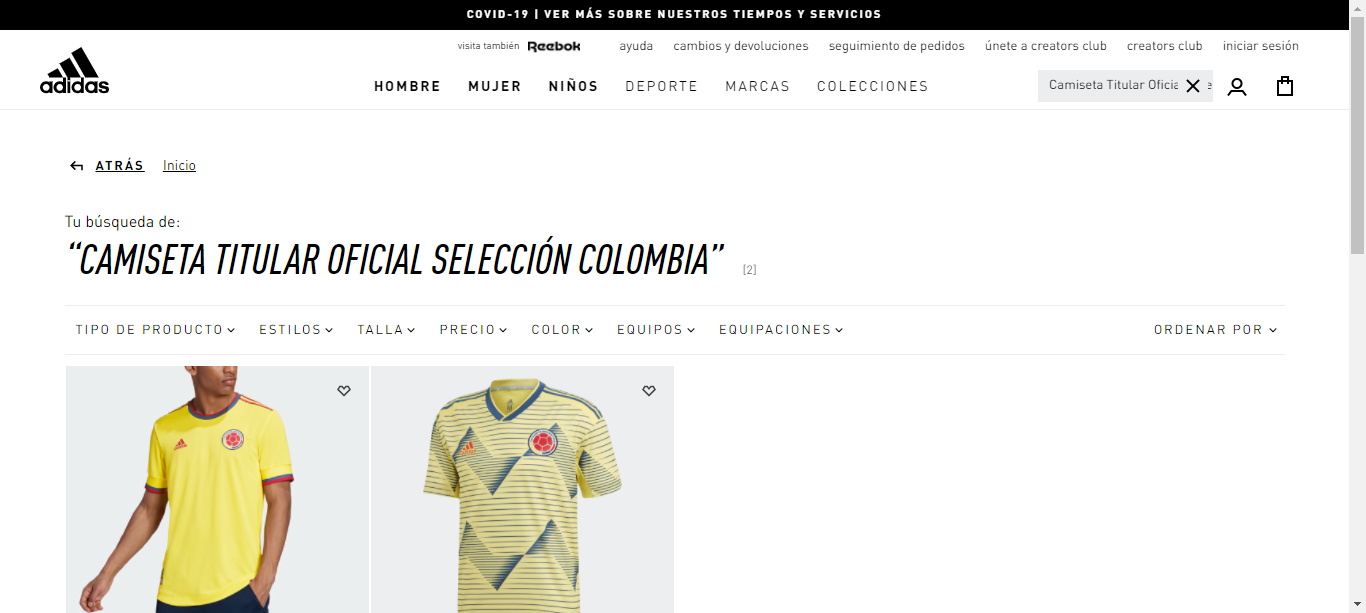 COVID-19 | VER MÁS SOBRE NUESTROS TIEMPOS Y SERVICIOS
visita también Reebok ayuda cambios y devoluciones seguimiento de pedidos únete a creators club creators club iniciar sesión
adidas
HOMBRE MUJER NIÑOS DEPORTE MARCAS COLECCIONES Camiseta Titular Oficia
ATRÁS Inicio
Tu búsqueda de:
“CAMISETA TITULAR OFICIAL SELECCIÓN COLOMBIA” [2]
TIPO DE PRODUCTO ESTILOS TALLA PRECIO COLOR EQUIPOS EQUIPACIONES ORDENAR POR